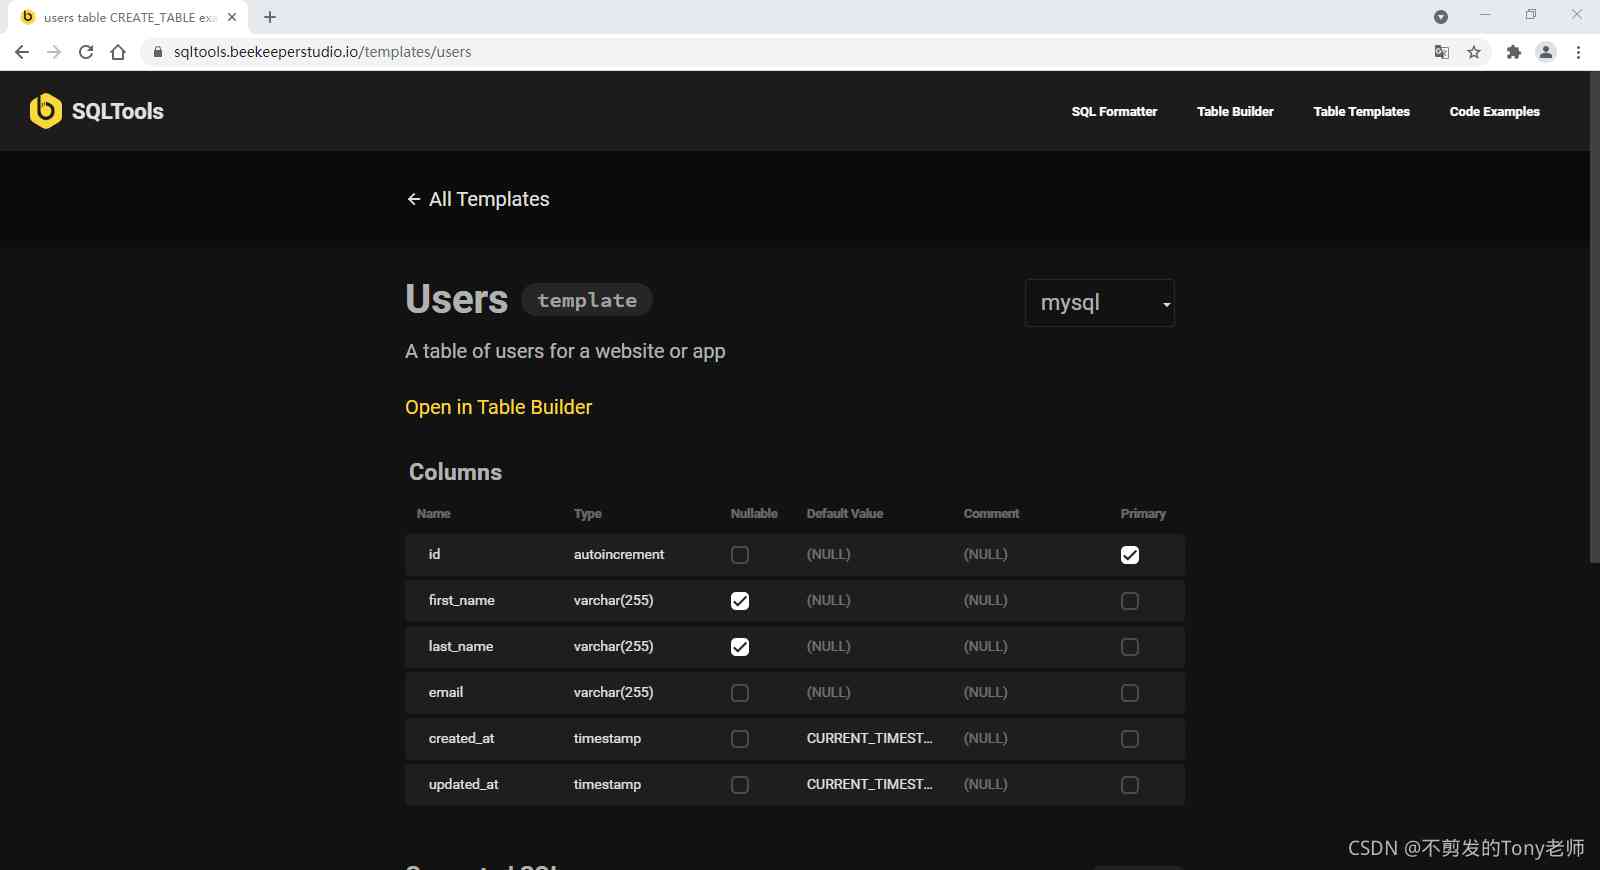 users table CREATE_TABLE exa
sqltools.beekeeperstudio.io/templates/users
SQLTools
SQL Formatter Table Builder Table Templates Code Examples
← All Templates
Users template mysql
A table of users for a website or app
Open in Table Builder
Columns
Name Type Nullable Default Value Comment Primary
id autoincrement (NULL) (NULL)
first_name varchar(255) (NULL) (NULL)
last_name varchar(255) (NULL) (NULL)
email varchar(255) (NULL) (NULL)
created_at timestamp CURRENT_TIMEST... (NULL)
updated_at timestamp CURRENT_TIMEST... (NULL)
CSDN @不剪发的Tony老师